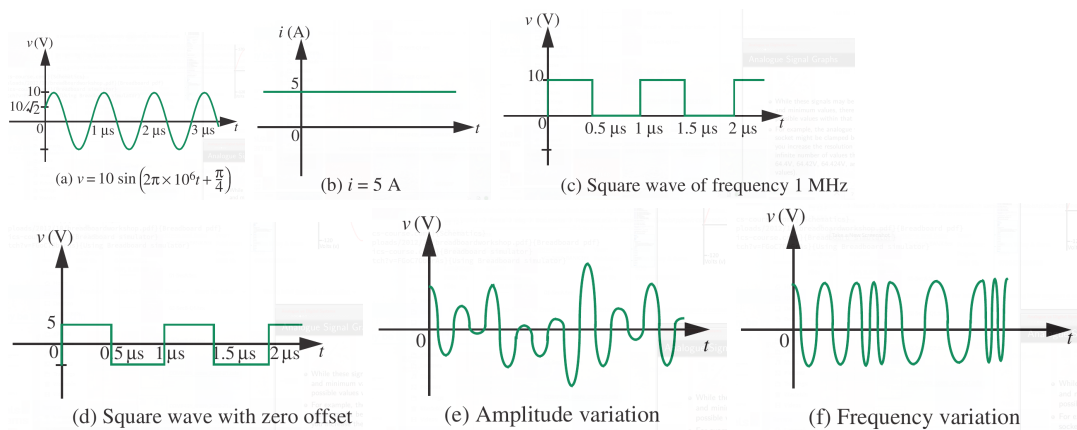 v (V)
10
10/√2
0
1 μs
2 μs
3 μs
t
(a) v = 10 sin (2π × 10⁶t + π/4)
i (A)
5
0
t
(b) i = 5 A
v (V)
10
0
0.5 μs
1 μs
1.5 μs
2 μs
t
(c) Square wave of frequency 1 MHz
v (V)
5
0
0.5 μs
1 μs
1.5 μs
2 μs
t
(d) Square wave with zero offset
v (V)
0
t
(e) Amplitude variation
v (V)
0
t
(f) Frequency variation